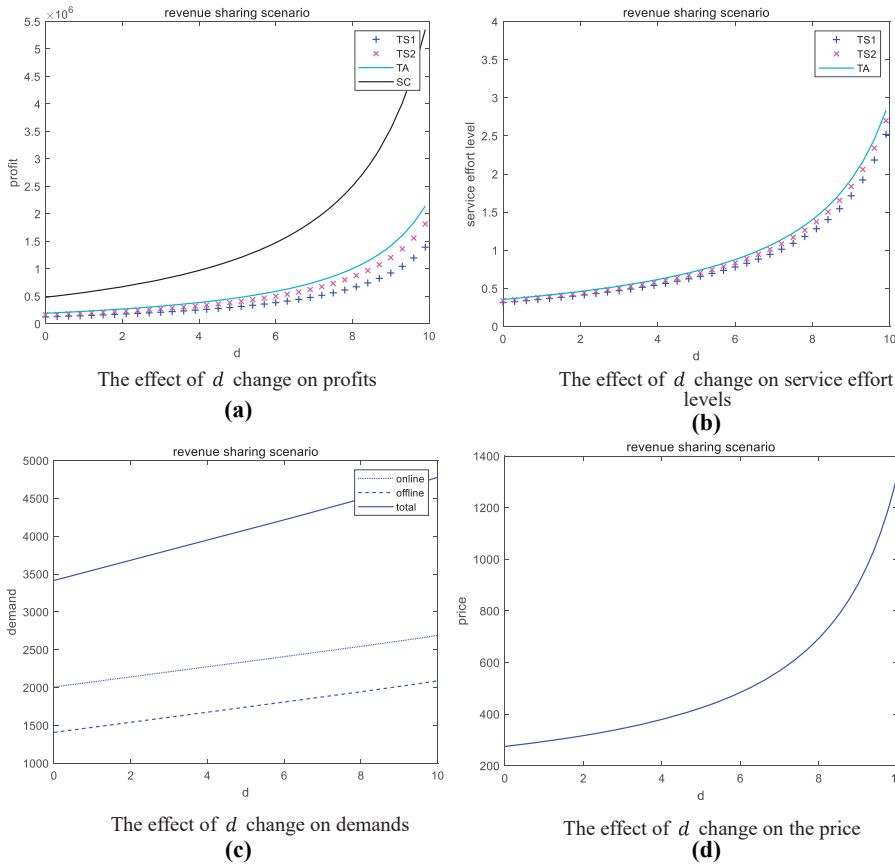 revenue sharing scenario
×10^6
5.5
5
4.5
4
3.5
3
2.5
2
1.5
1
0.5
0
profit
TS1
TS2
TA
SC
0 2 4 6 8 10
d
The effect of d change on profits
(a)
revenue sharing scenario
4
3.5
3
2.5
2
1.5
1
0.5
0
service effort level
TS1
TS2
TA
0 2 4 6 8 10
d
The effect of d change on service effort
levels
(b)
revenue sharing scenario
5000
4500
4000
3500
3000
2500
2000
1500
1000
demand
online
offline
total
0 2 4 6 8 10
d
The effect of d change on demands
(c)
revenue sharing scenario
1400
1200
1000
800
600
400
200
price
0 2 4 6 8 1
d
The effect of d change on the price
(d)